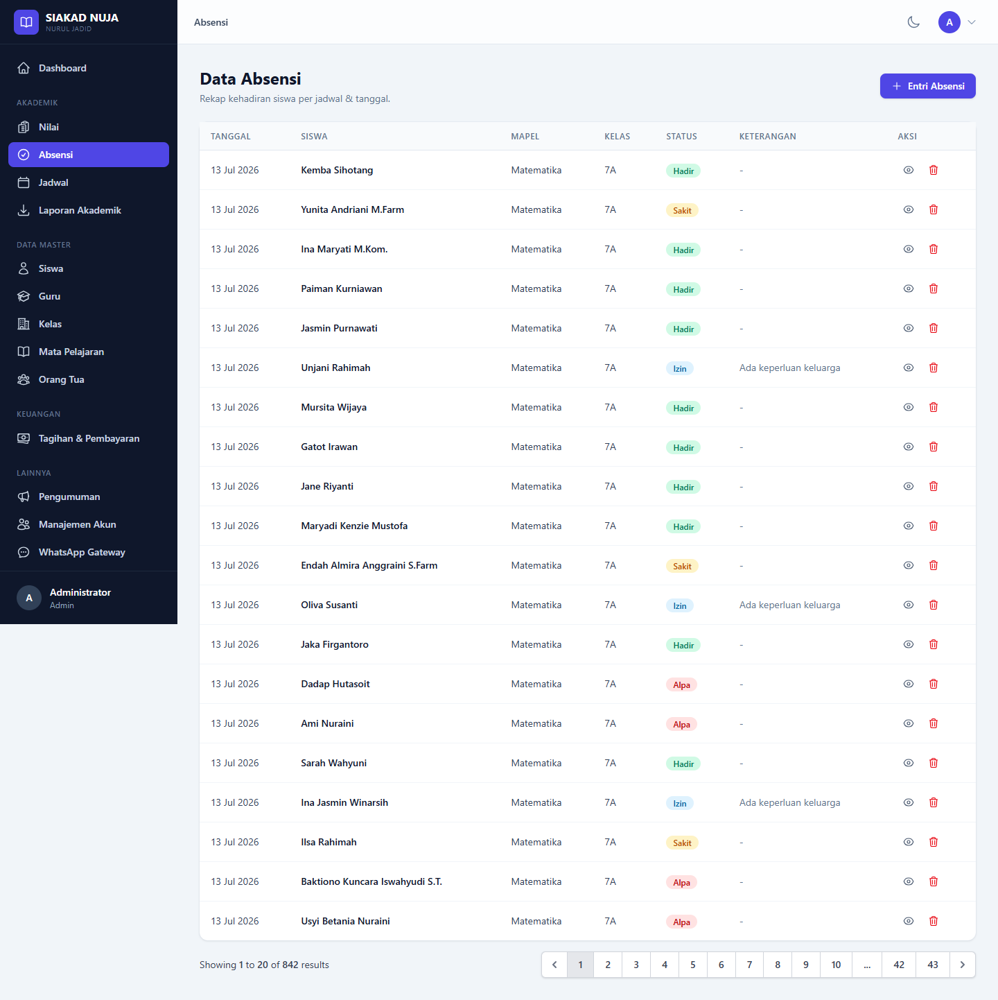 SIAKAD NUJA
NURUL JADID
Dashboard
AKADEMIK
Nilai
Absensi
Jadwal
Laporan Akademik
DATA MASTER
Siswa
Guru
Kelas
Mata Pelajaran
Orang Tua
KEUANGAN
Tagihan & Pembayaran
LAINNYA
Pengumuman
Manajemen Akun
WhatsApp Gateway
A
Administrator
Admin
Absensi
A
Data Absensi
Rekap kehadiran siswa per jadwal & tanggal.
+ Entri Absensi
TANGGAL SISWA MAPEL KELAS STATUS KETERANGAN AKSI
13 Jul 2026 Kemba Sihotang Matematika 7A Hadir -
13 Jul 2026 Yunita Andriani M.Farm Matematika 7A Sakit -
13 Jul 2026 Ina Maryati M.Kom. Matematika 7A Hadir -
13 Jul 2026 Paiman Kurniawan Matematika 7A Hadir -
13 Jul 2026 Jasmin Purnawati Matematika 7A Hadir -
13 Jul 2026 Unjani Rahimah Matematika 7A Izin Ada keperluan keluarga
13 Jul 2026 Mursita Wijaya Matematika 7A Hadir -
13 Jul 2026 Gatot Irawan Matematika 7A Hadir -
13 Jul 2026 Jane Riyanti Matematika 7A Hadir -
13 Jul 2026 Maryadi Kenzie Mustofa Matematika 7A Hadir -
13 Jul 2026 Endah Almira Anggraini S.Farm Matematika 7A Sakit -
13 Jul 2026 Oliva Susanti Matematika 7A Izin Ada keperluan keluarga
13 Jul 2026 Jaka Firgantoro Matematika 7A Hadir -
13 Jul 2026 Dadap Hutasoit Matematika 7A Alpa -
13 Jul 2026 Ami Nuraini Matematika 7A Alpa -
13 Jul 2026 Sarah Wahyuni Matematika 7A Hadir -
13 Jul 2026 Ina Jasmin Winarsih Matematika 7A Izin Ada keperluan keluarga
13 Jul 2026 Ilsa Rahimah Matematika 7A Sakit -
13 Jul 2026 Baktiono Kuncara Iswahyudi S.T. Matematika 7A Alpa -
13 Jul 2026 Usyi Betania Nuraini Matematika 7A Alpa -
Showing 1 to 20 of 842 results
1 2 3 4 5 6 7 8 9 10 ... 42 43